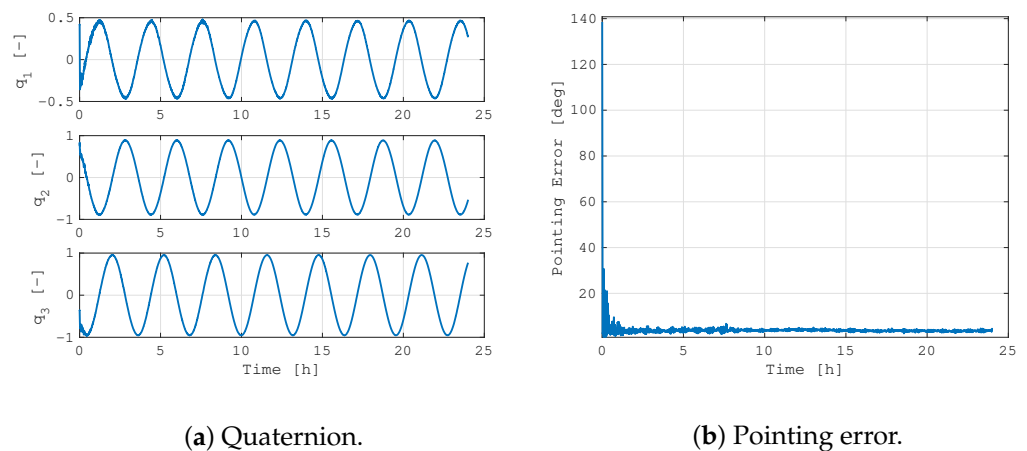 0.5
0
-0.5
q1 [-]
0 5 10 15 20 25
1
0
-1
q2 [-]
0 5 10 15 20 25
1
0
-1
q3 [-]
0 5 10 15 20 25
Time [h]
(a) Quaternion.
140
120
100
80
60
40
20
Pointing Error [deg]
0 5 10 15 20 25
Time [h]
(b) Pointing error.